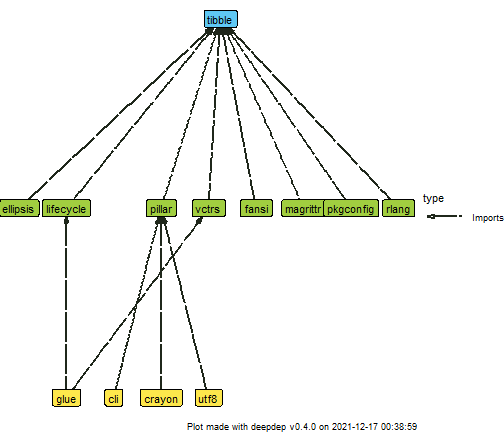 tibble
ellipsis lifecycle pillar vctrs fansi magrittr pkgconfig rlang
type
Imports
glue cli crayon utf8
Plot made with deepdep v0.4.0 on 2021-12-17 00:38:59